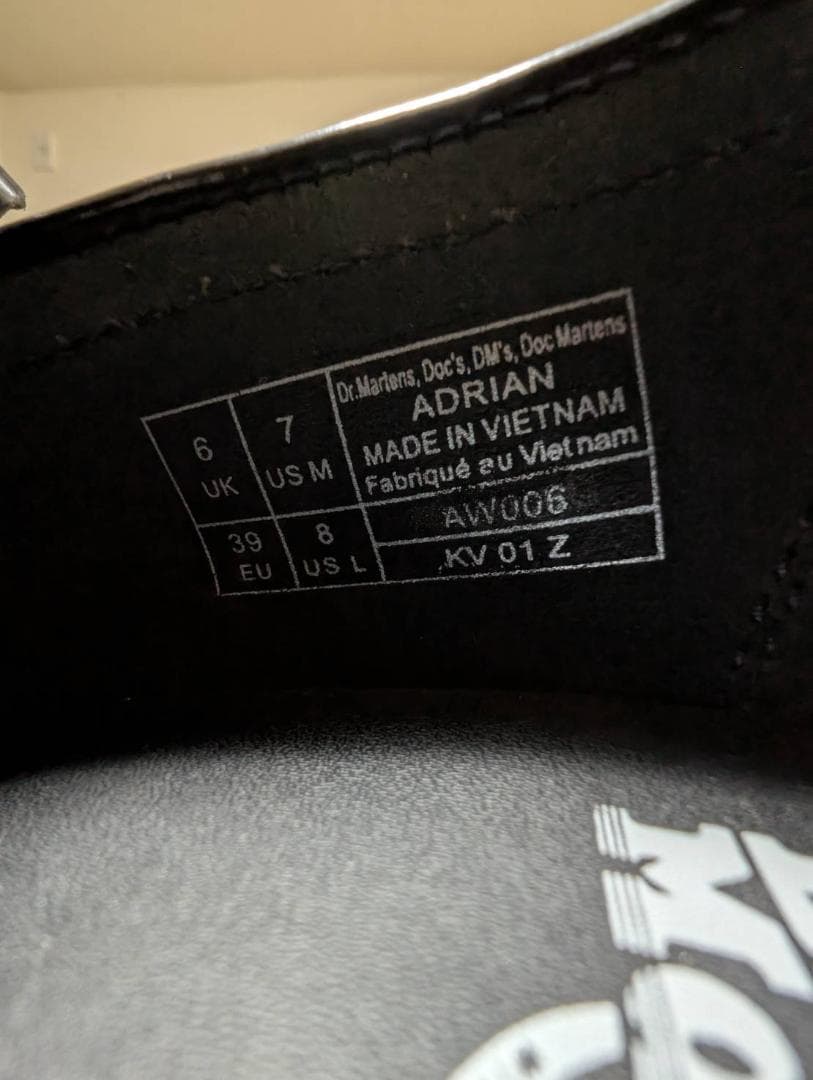 6
UK
7
US M
39
EU
8
US L
Dr.Martens, Doc's, DM's, Doc Martens
ADRIAN
MADE IN VIETNAM
Fabriqué au Vietnam
AW006
KV 01 Z